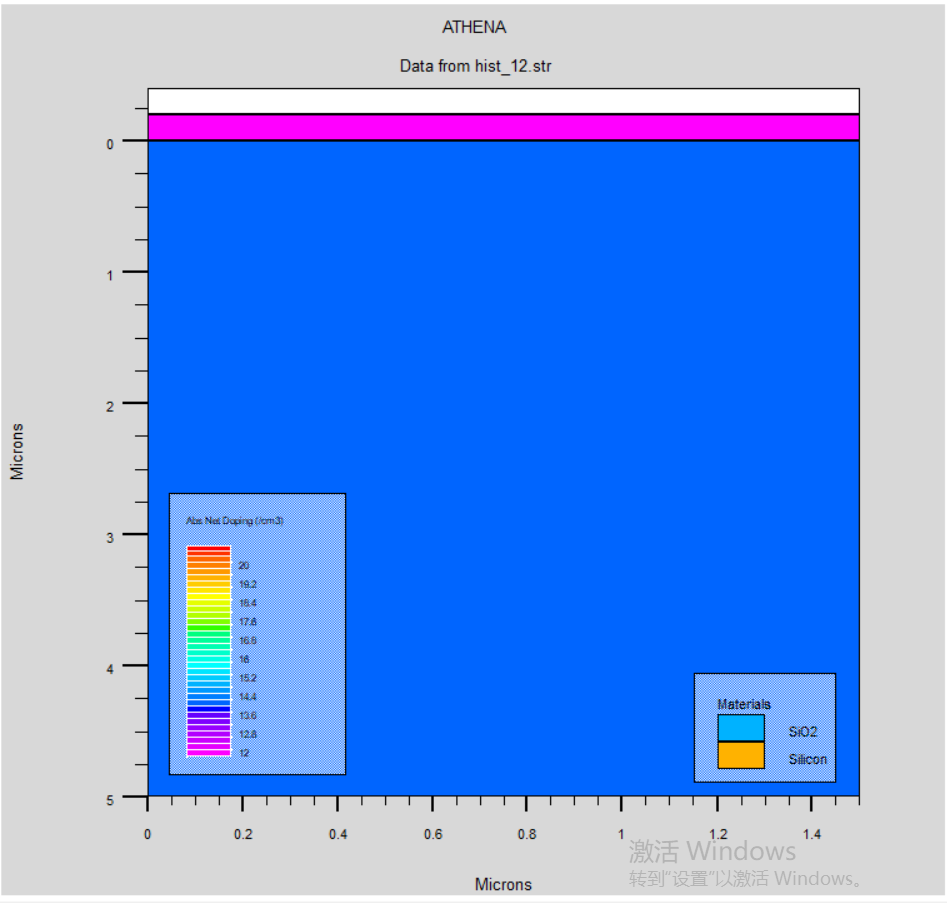 ATHENA
Data from hist_12.str
0
1
2
3
4
5
Microns
Abs Net Doping (/cm3)
20
19.2
18.4
17.6
16.8
16
15.2
14.4
13.6
12.8
12
Materials
SiO2
Silicon
0 0.2 0.4 0.6 0.8 1 1.2 1.4
Microns
激活 Windows
转到"设置"以激活 Windows。